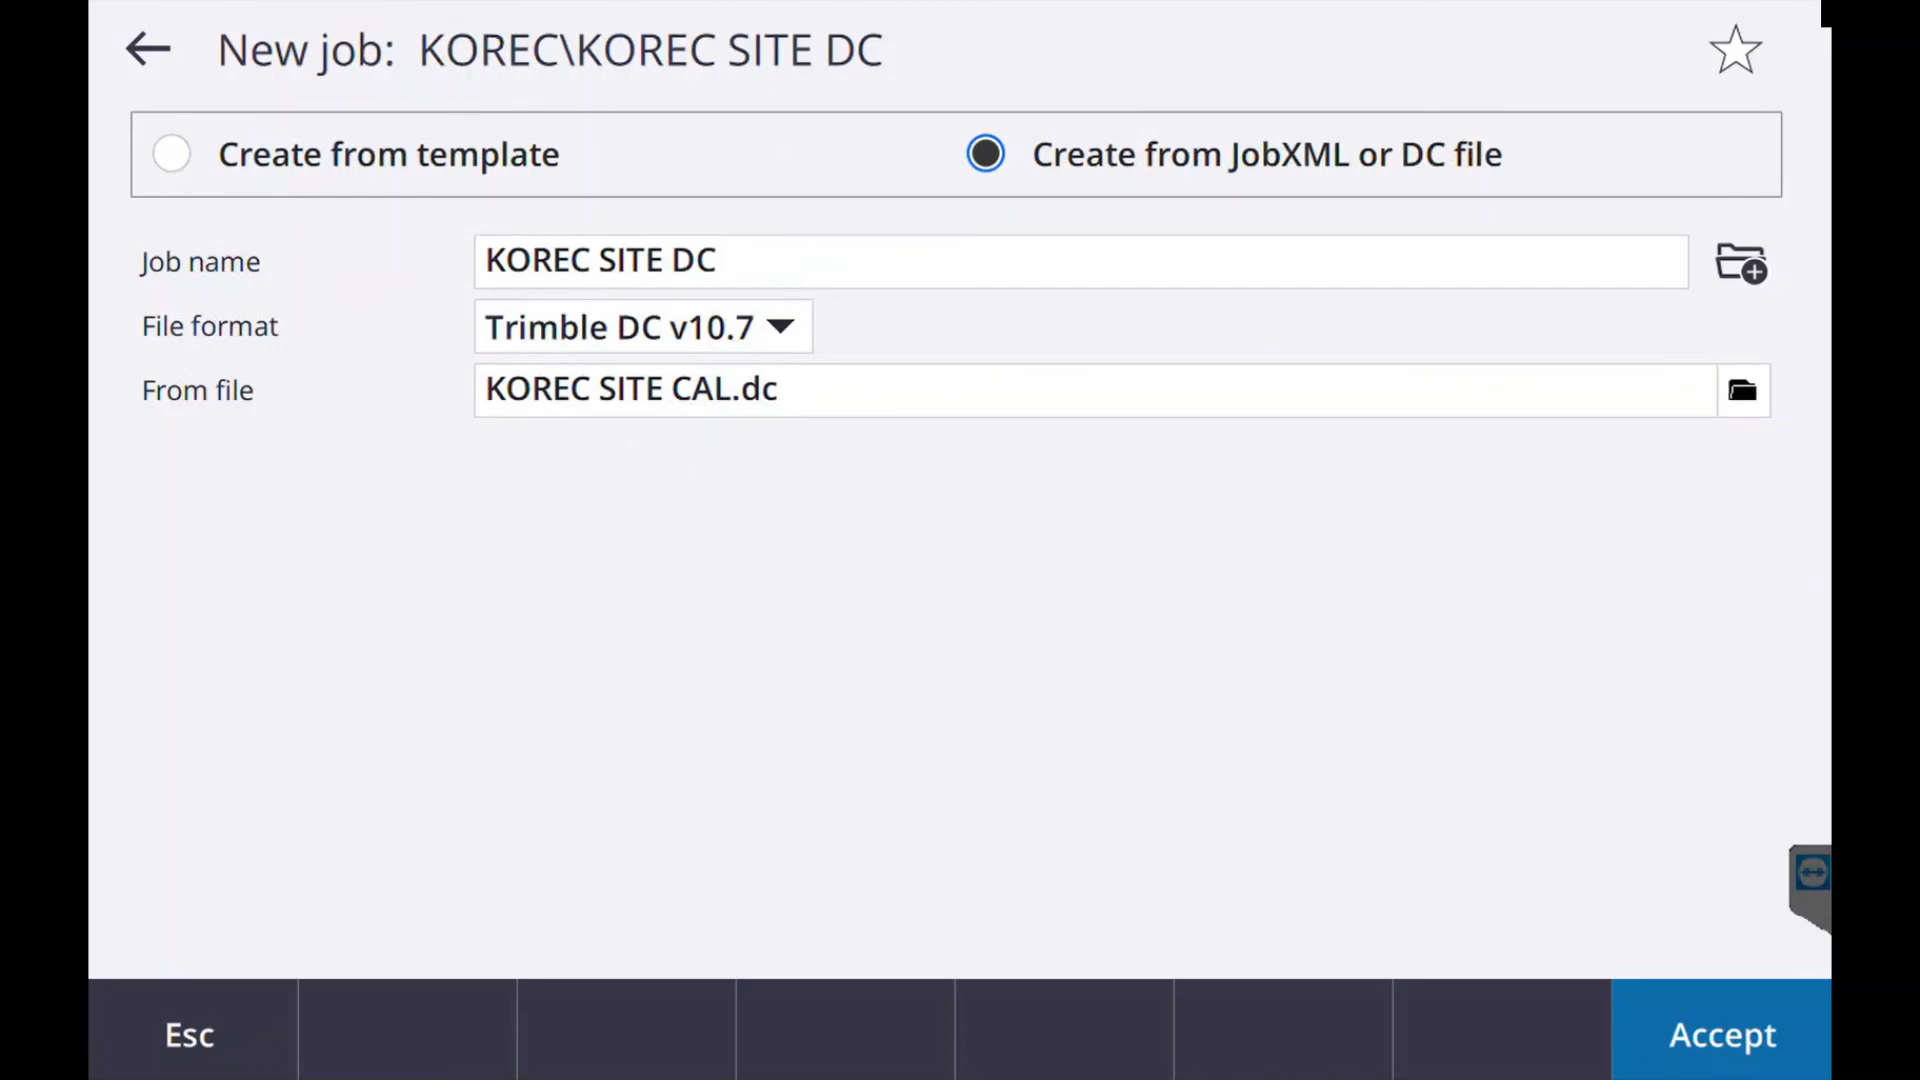 New job: KOREC\KOREC SITE DC
Create from template
Create from JobXML or DC file
Job name
KOREC SITE DC
File format
Trimble DC v10.7
From file
KOREC SITE CAL.dc
Esc
Accept